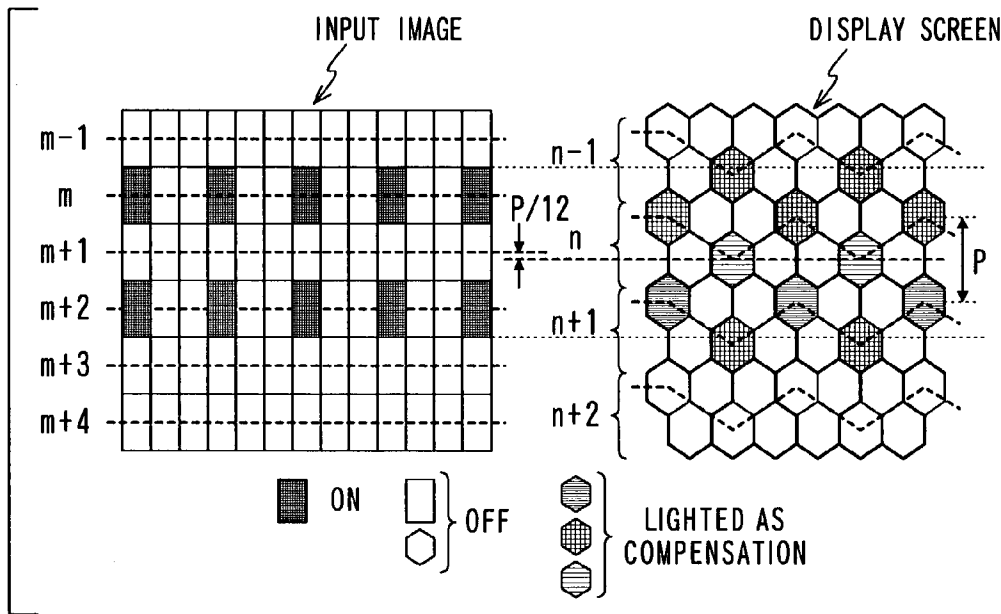 INPUT IMAGE
DISPLAY SCREEN
m-1
m
m+1
m+2
m+3
m+4
P/12
n-1
n
n+1
n+2
P
ON
OFF
LIGHTED AS
COMPENSATION